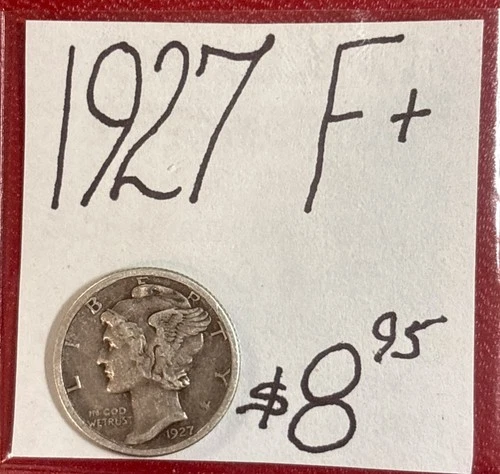 1927 F+
LIBERTY
IN GOD
WE TRUST
1927
$8 95